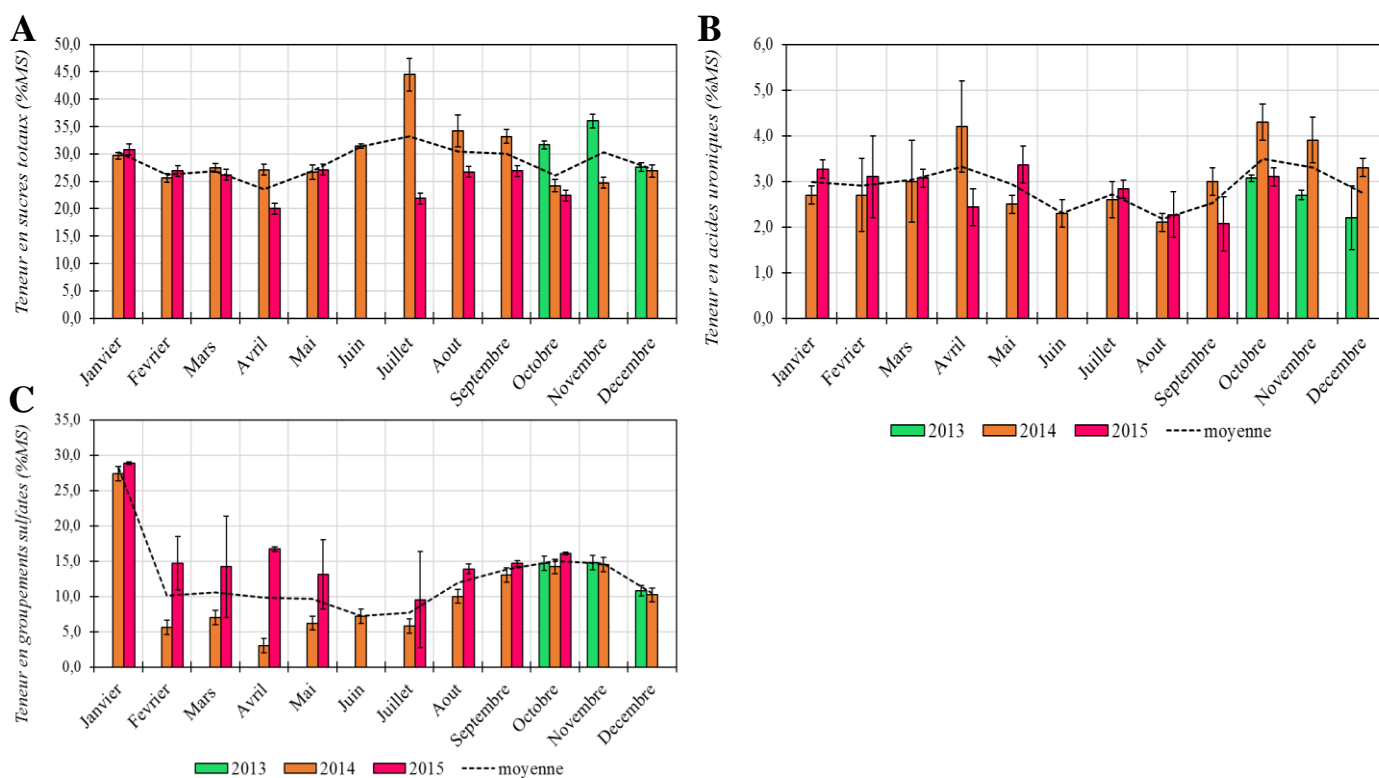 A
Teneur en sucres totaux (%MS)
50,0
45,0
40,0
35,0
30,0
25,0
20,0
15,0
10,0
5,0
0,0
Janvier
Fevrier
Mars
Avril
Mai
Juin
Juillet
Aout
Septembre
Octobre
Novembre
Decembre
B
Teneur en acides uroniques (%MS)
6,0
5,0
4,0
3,0
2,0
1,0
0,0
Janvier
Fevrier
Mars
Avril
Mai
Juin
Juillet
Aout
Septembre
Octobre
Novembre
Decembre
2013 2014 2015 moyenne
C
Teneur en groupements sulfates (%MS)
35,0
30,0
25,0
20,0
15,0
10,0
5,0
0,0
Janvier
Fevrier
Mars
Avril
Mai
Juin
Juillet
Aout
Septembre
Octobre
Novembre
Decembre
2013 2014 2015 moyenne